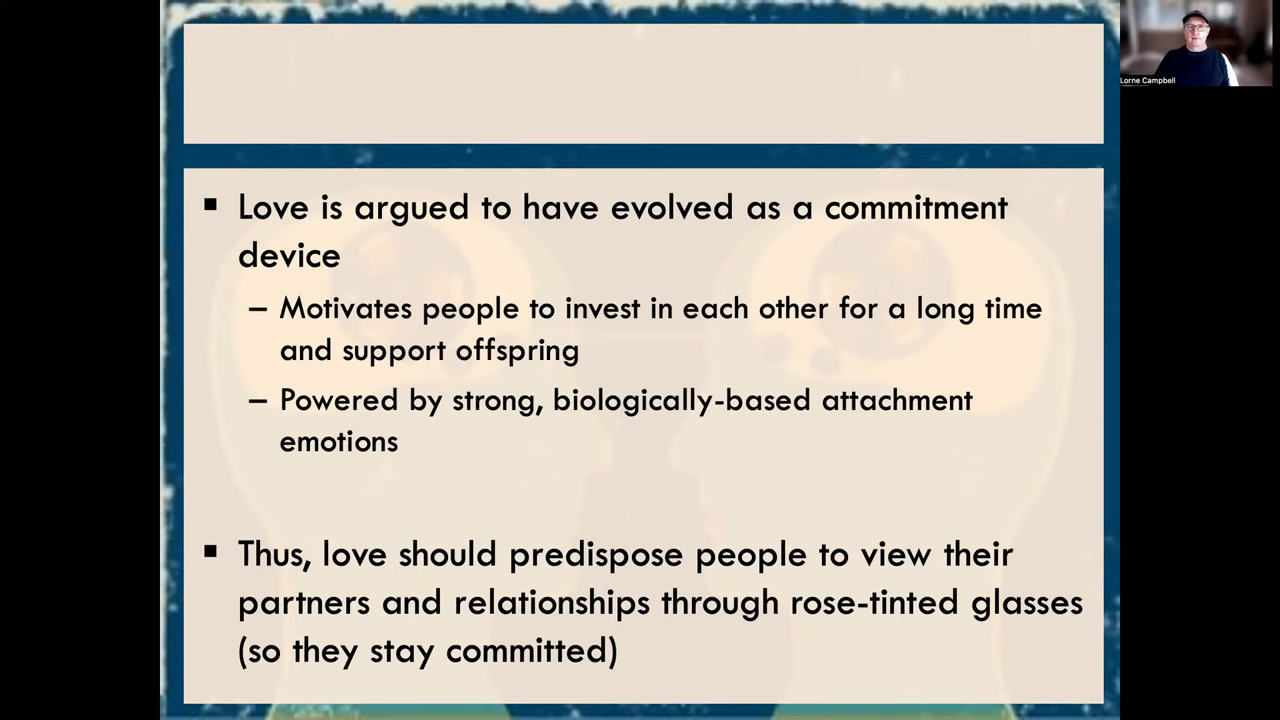 Lorne Campbell
▪ Love is argued to have evolved as a commitment
device
– Motivates people to invest in each other for a long time
and support offspring
– Powered by strong, biologically-based attachment
emotions
▪ Thus, love should predispose people to view their
partners and relationships through rose-tinted glasses
(so they stay committed)